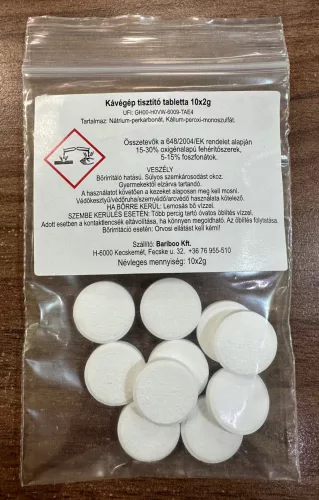 Kávégép tisztító tabletta 10x2g
UFI: GH00-H0VW-6009-TAE4
Tartalmaz: Nátrium-perkarbonát, Kálium-peroxi-monoszulfát.
Összetevők a 648/2004/EK rendelet alapján
15-30% oxigénalapú fehérítőszerek,
5-15% foszfonátok.
VESZÉLY
Bőrirritáló hatású. Súlyos szemkárosodást okoz.
Gyermekektől elzárva tartandó.
A használatot követően a kezeket alaposan meg kell mosni.
Védőkesztyű/védőruha/szemvédő/arcvédő használata kötelező.
HA BŐRRE KERÜL: Lemosás bő vízzel.
SZEMBE KERÜLÉS ESETÉN: Több percig tartó óvatos öblítés vízzel.
Adott esetben a kontaktlencsék eltávolítása, ha könnyen megoldható. Az öblítés folytatása.
Bőrirritáció esetén: Orvosi ellátást kell kérni!
Szállító: Bariboo Kft.
H-6000 Kecskemét, Fecske u. 32. +36 76 955-510
Névleges mennyiség: 10x2g